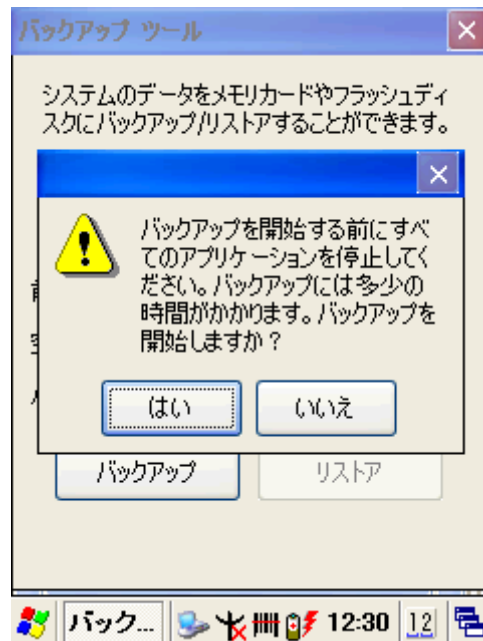 バックアップ ツール
システムのデータをメモリカードやフラッシュディ
スクにバックアップ/リストアすることができます。
バックアップを開始する前にすべ
てのアプリケーションを停止してく
ださい。バックアップには多少の
時間がかかります。バックアップを
開始しますか？
はい
いいえ
バックアップ
リストア
バック...
12:30
12